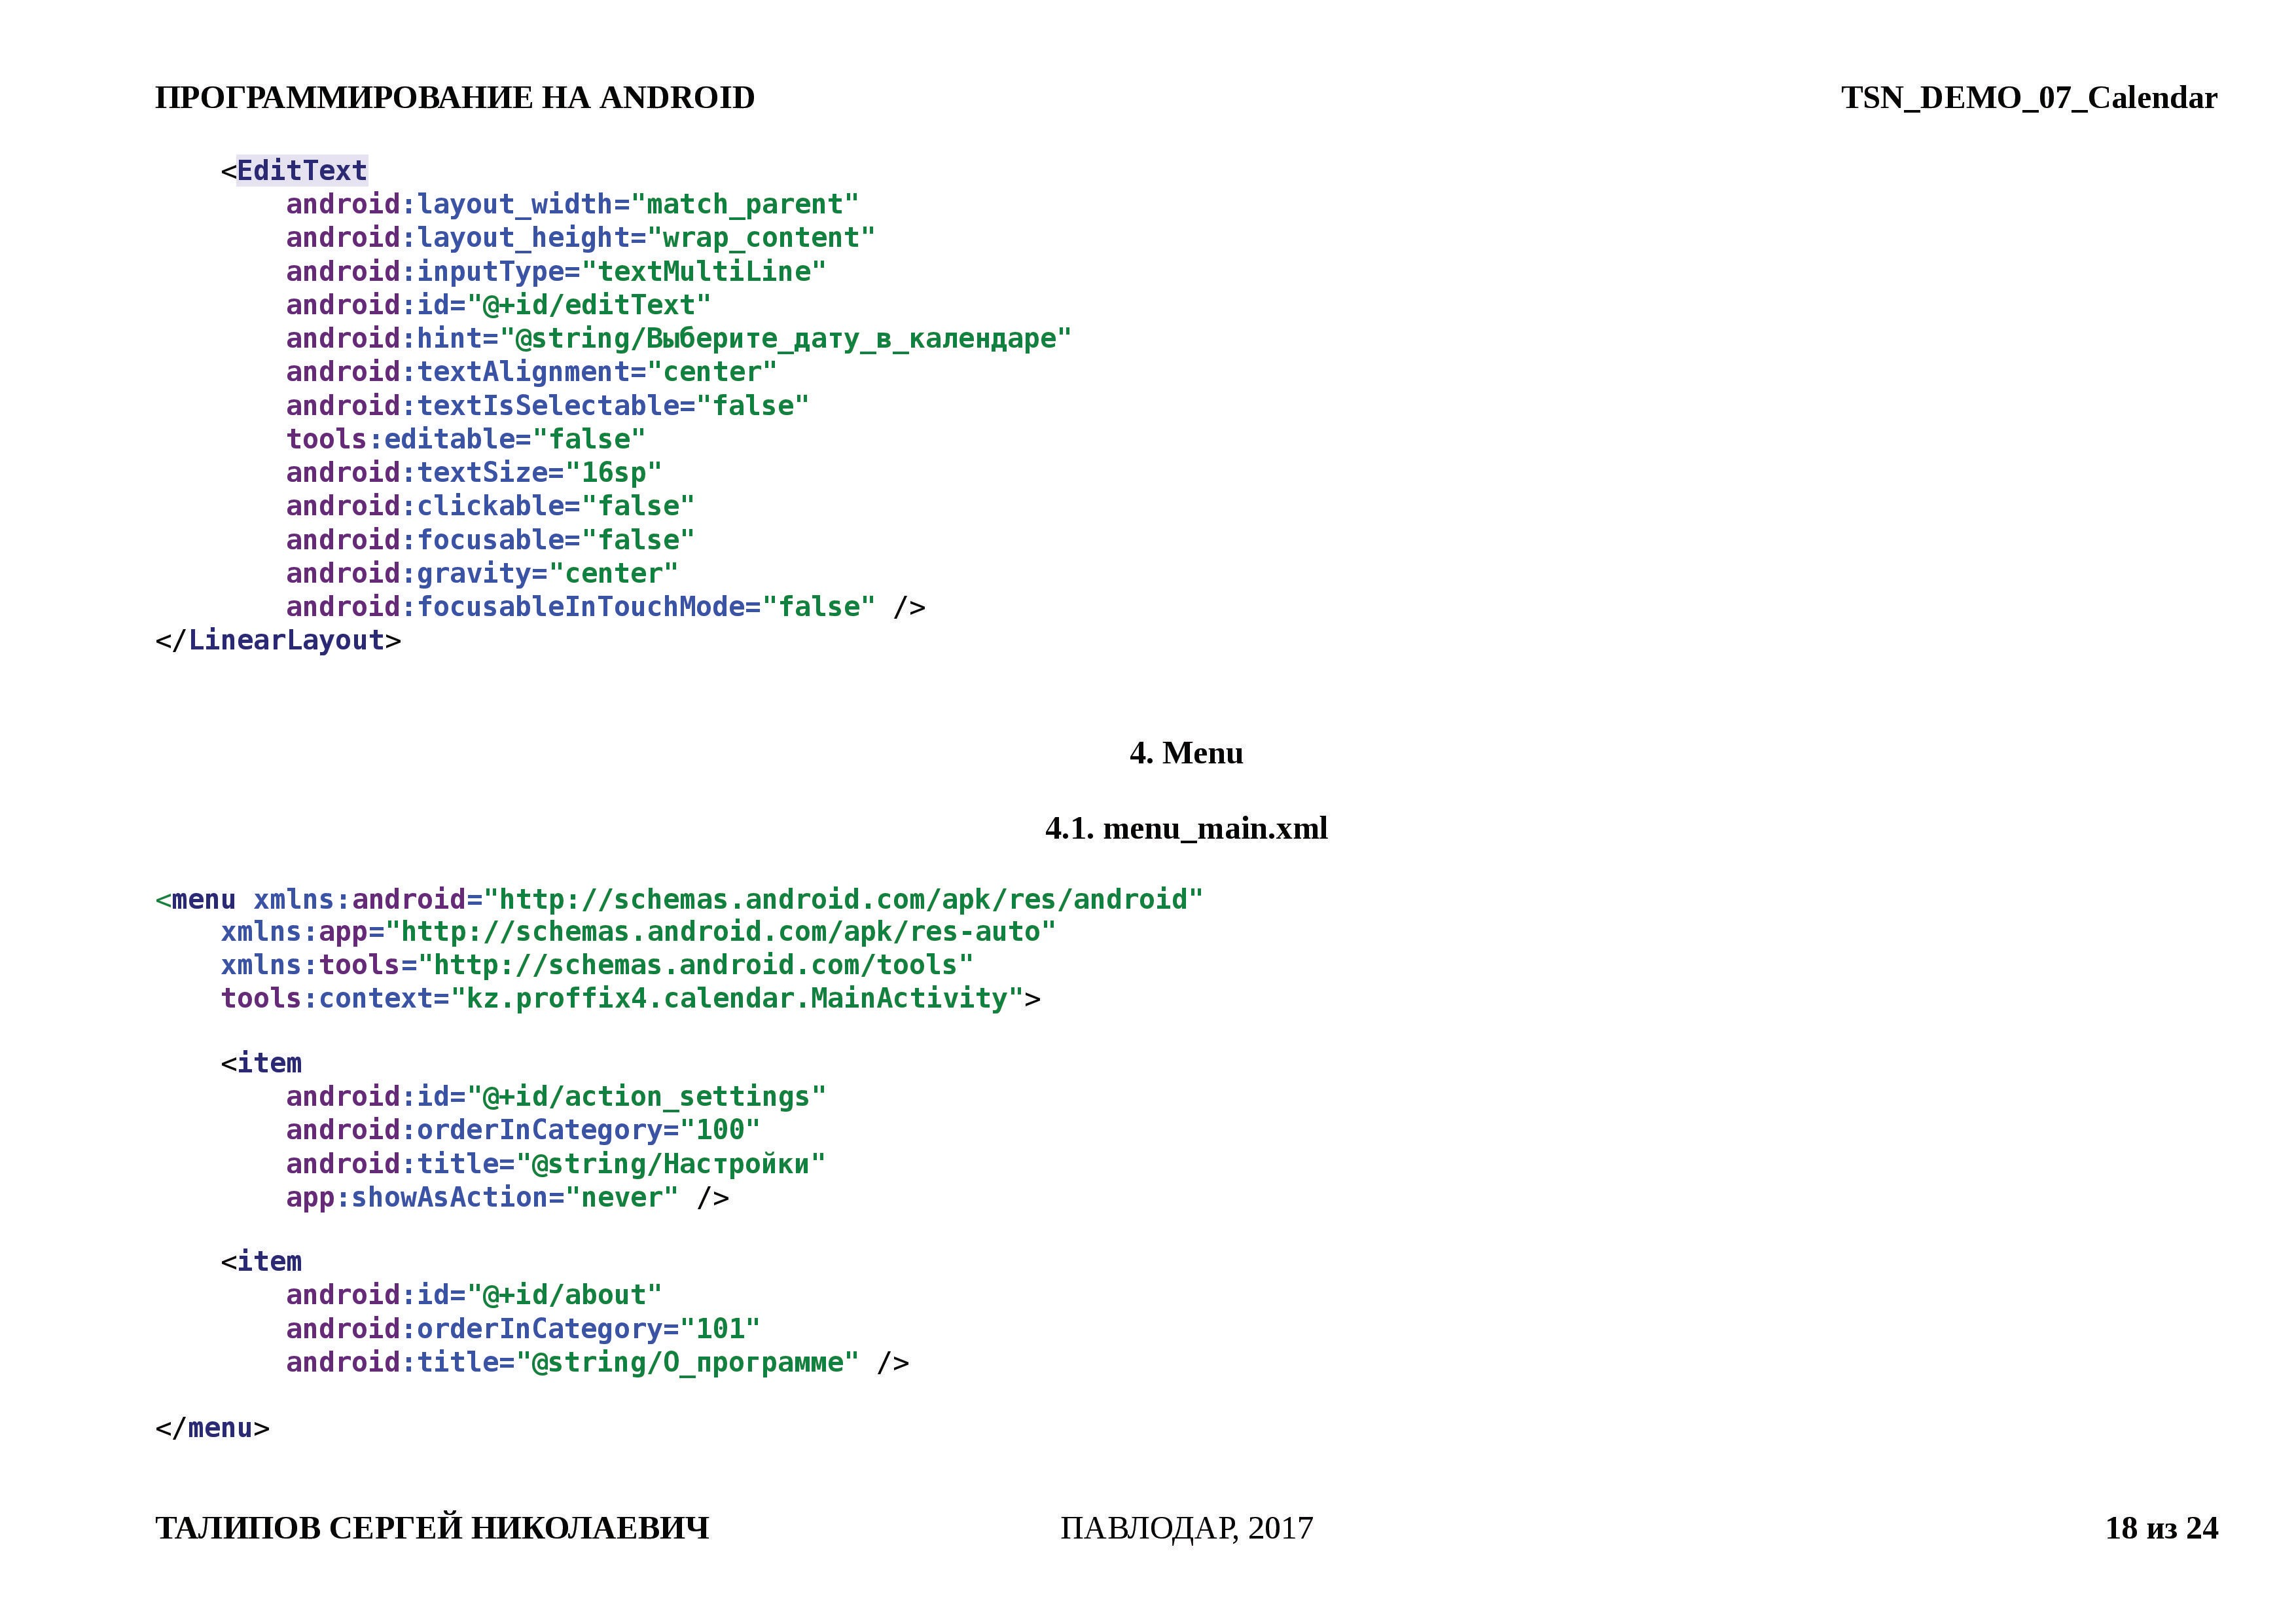 ПРОГРАММИРОВАНИЕ НА ANDROID TSN_DEMO_07_Calendar
    <EditText
        android:layout_width="match_parent"
        android:layout_height="wrap_content"
        android:inputType="textMultiLine"
        android:id="@+id/editText"
        android:hint="@string/Выберите_дату_в_календаре"
        android:textAlignment="center"
        android:textIsSelectable="false"
        tools:editable="false"
        android:textSize="16sp"
        android:clickable="false"
        android:focusable="false"
        android:gravity="center"
        android:focusableInTouchMode="false" />
</LinearLayout>
4. Menu
4.1. menu_main.xml
<menu xmlns:android="http://schemas.android.com/apk/res/android"
    xmlns:app="http://schemas.android.com/apk/res-auto"
    xmlns:tools="http://schemas.android.com/tools"
    tools:context="kz.proffix4.calendar.MainActivity">
    <item
        android:id="@+id/action_settings"
        android:orderInCategory="100"
        android:title="@string/Настройки"
        app:showAsAction="never" />
    <item
        android:id="@+id/about"
        android:orderInCategory="101"
        android:title="@string/О_программе" />
</menu>
ТАЛИПОВ СЕРГЕЙ НИКОЛАЕВИЧ ПАВЛОДАР, 2017 18 из 24